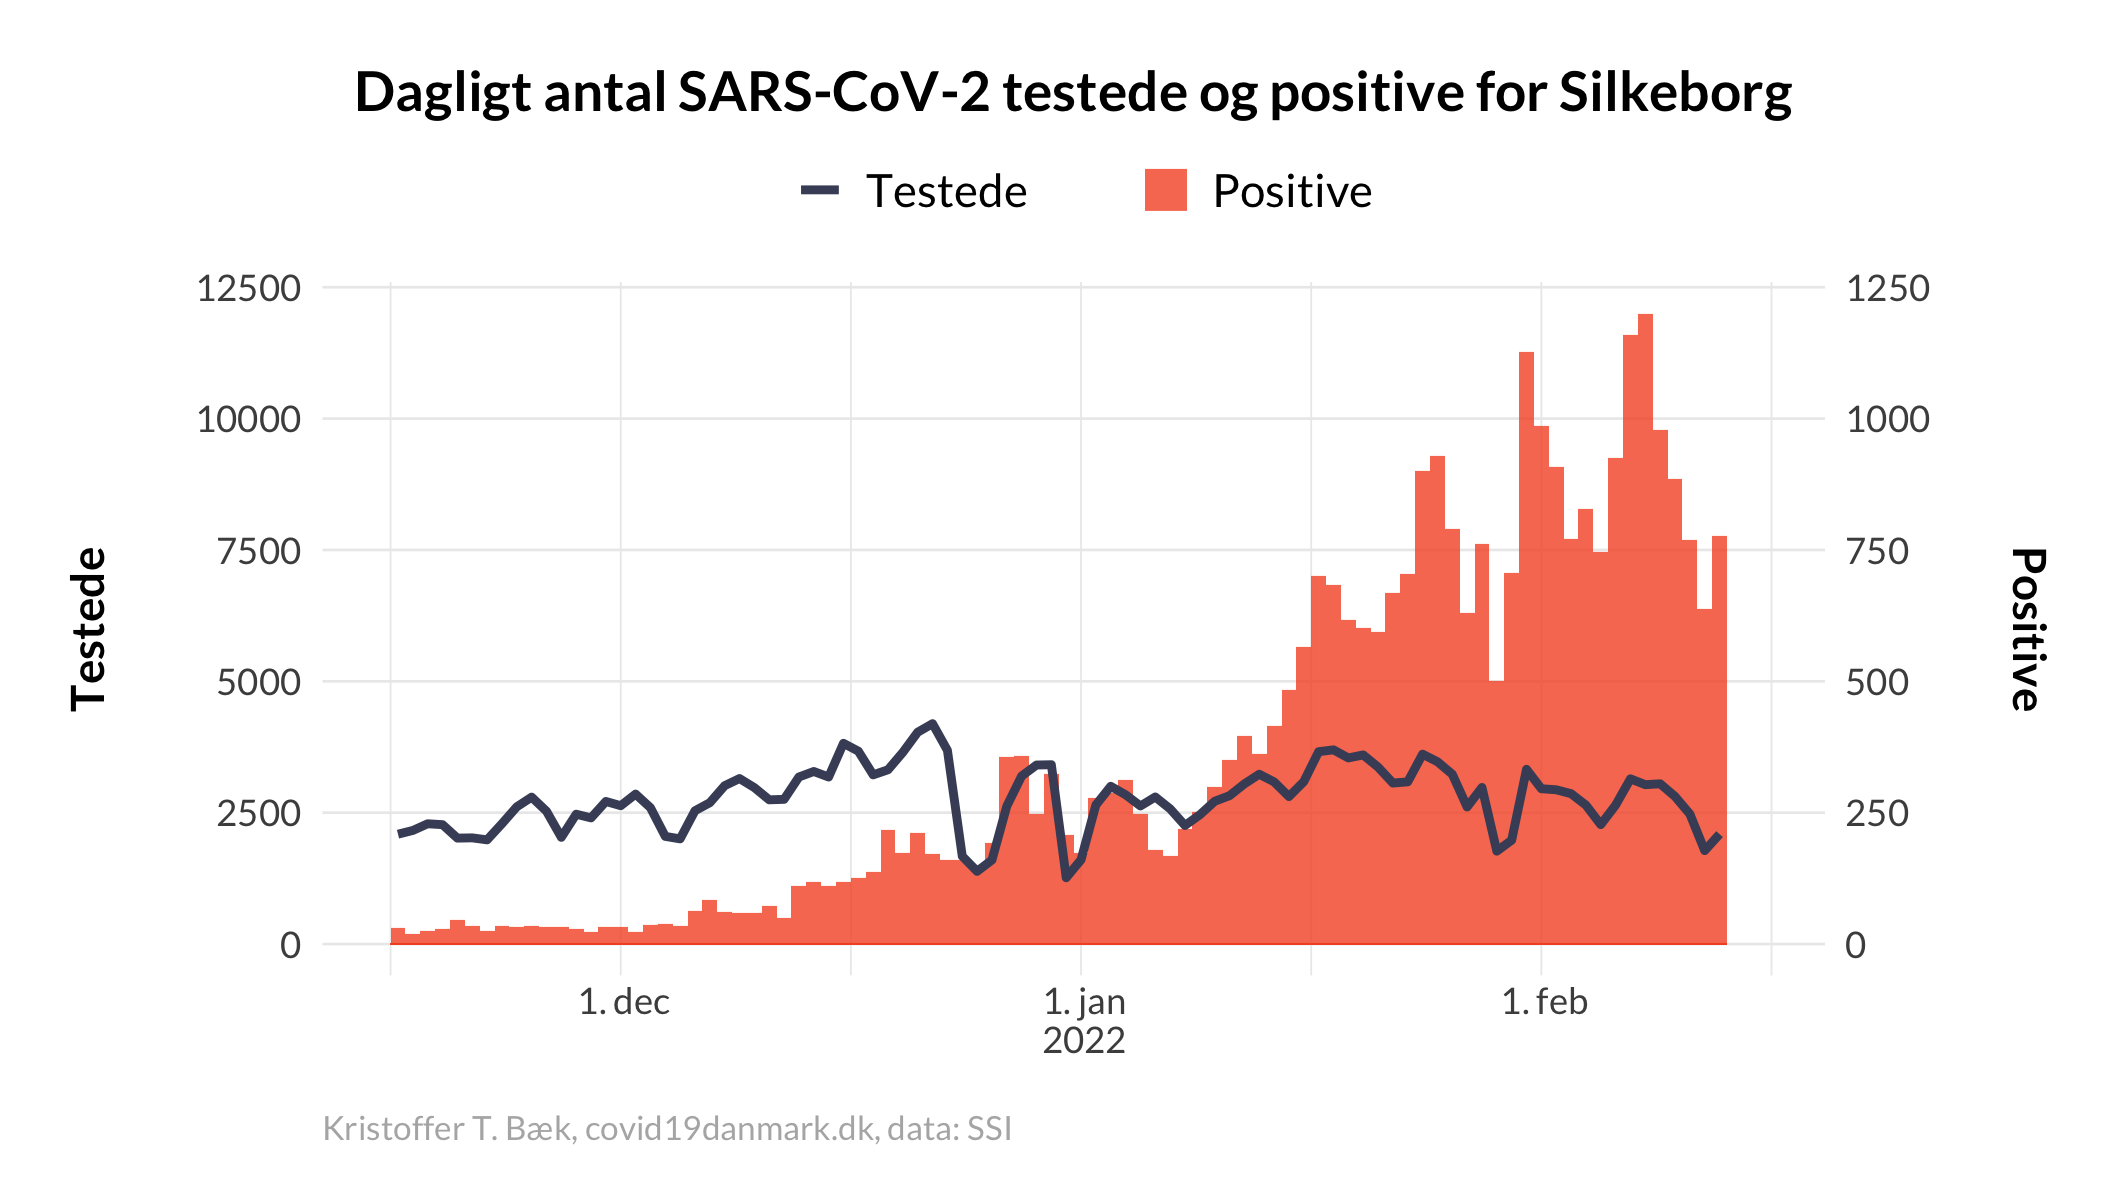 Dagligt antal SARS-CoV-2 testede og positive for Silkeborg
Testede
Positive
12500
10000
7500
5000
2500
0
1250
1000
750
500
250
0
Testede
Positive
1. dec
1. jan
2022
1. feb
Kristoffer T. Bæk, covid19danmark.dk, data: SSI